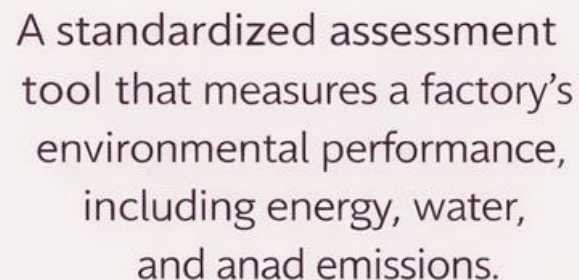 A standardized assessment
tool that measures a factory's
environmental performance,
including energy, water,
and anad emissions.